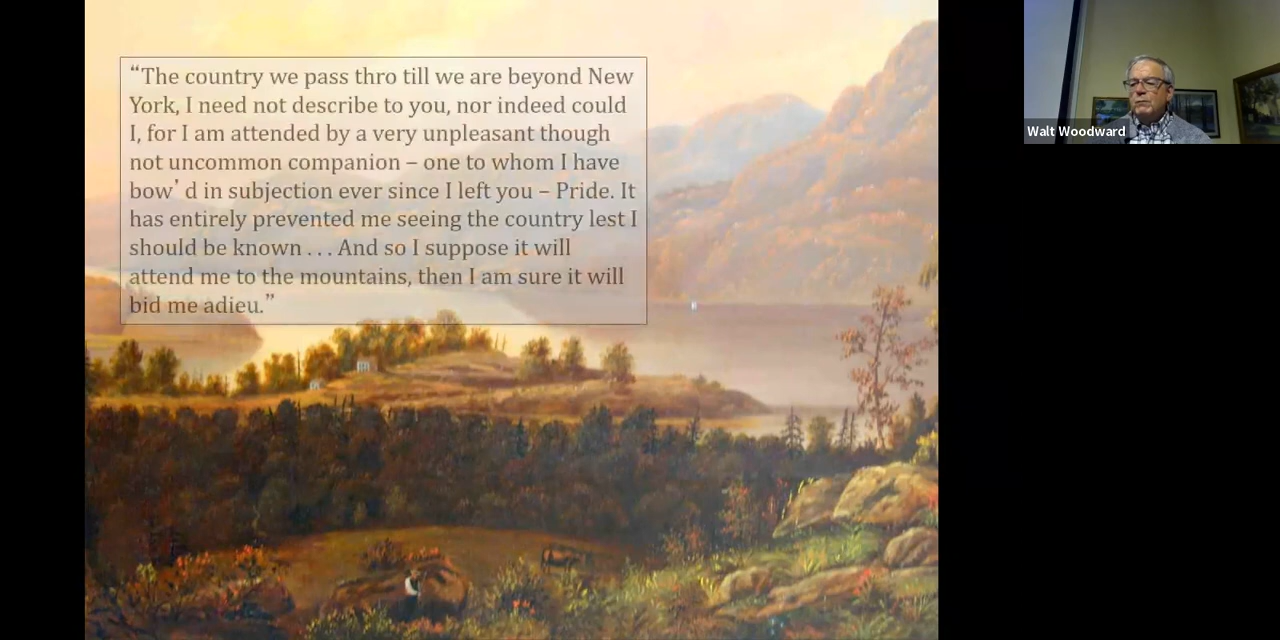 “The country we pass thro till we are beyond New
York, I need not describe to you, nor indeed could
I, for I am attended by a very unpleasant though
not uncommon companion – one to whom I have
bow’d in subjection ever since I left you – Pride. It
has entirely prevented me seeing the country lest I
should be known . . . And so I suppose it will
attend me to the mountains, then I am sure it will
bid me adieu.”
Walt Woodward